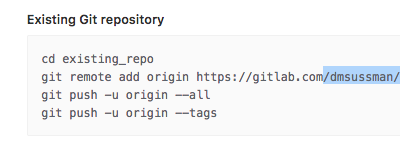 Existing Git repository
cd existing_repo
git remote add origin https://gitlab.com/dmsussman/
git push -u origin --all
git push -u origin --tags